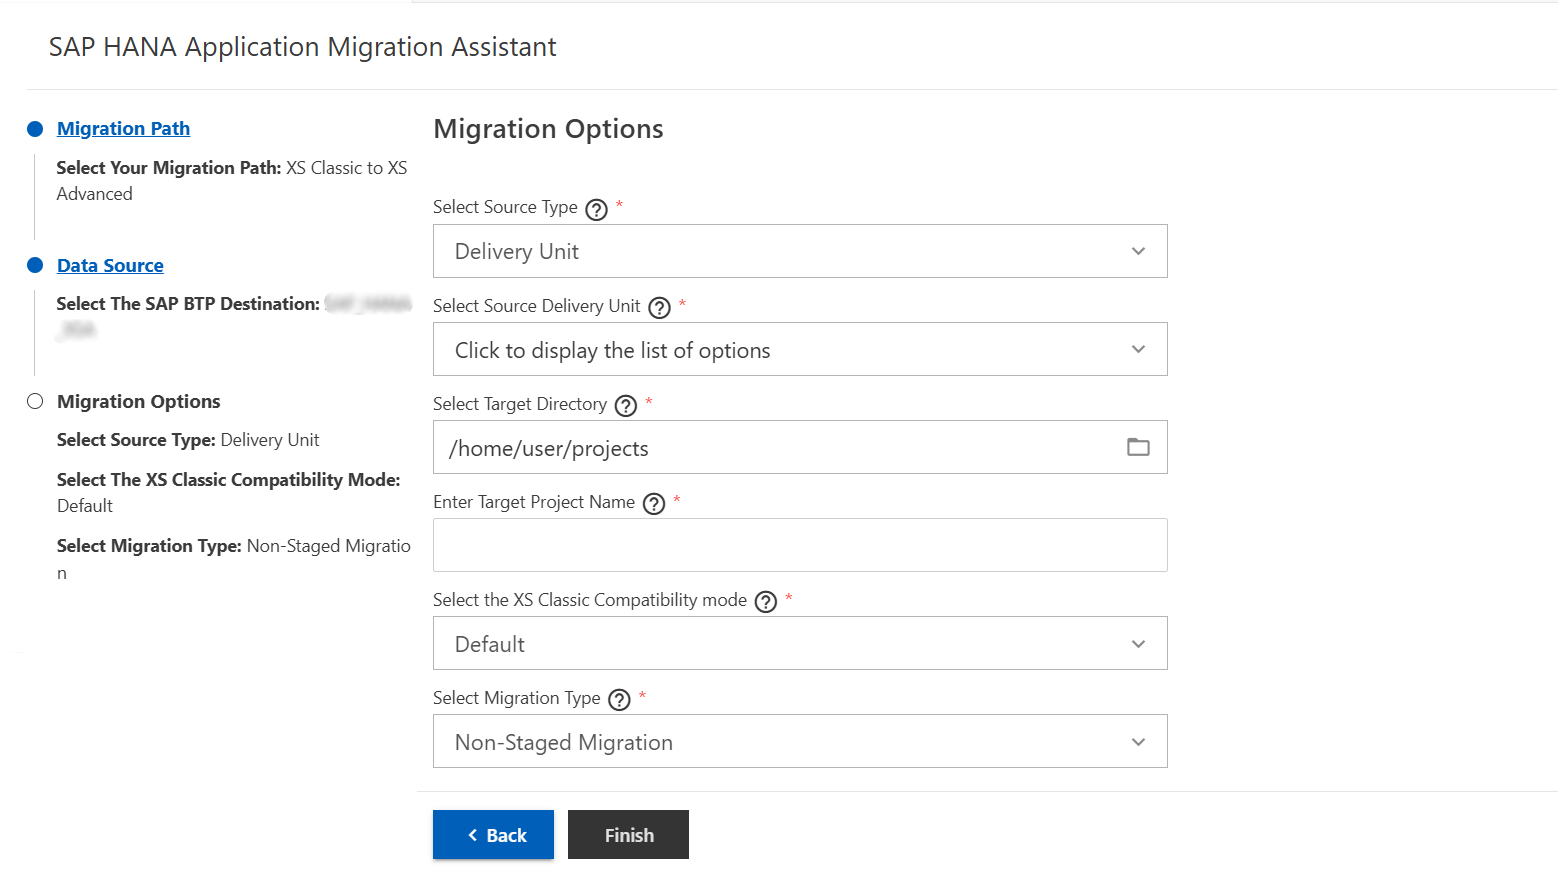 SAP HANA Application Migration Assistant
Migration Path
Select Your Migration Path: XS Classic to XS
Advanced
Data Source
Select The SAP BTP Destination:
Migration Options
Select Source Type: Delivery Unit
Select The XS Classic Compatibility Mode:
Default
Select Migration Type: Non-Staged Migratio
n
Migration Options
Select Source Type ? *
Delivery Unit
Select Source Delivery Unit ? *
Click to display the list of options
Select Target Directory ? *
/home/user/projects
Enter Target Project Name ? *
Select the XS Classic Compatibility mode ? *
Default
Select Migration Type ? *
Non-Staged Migration
Back
Finish